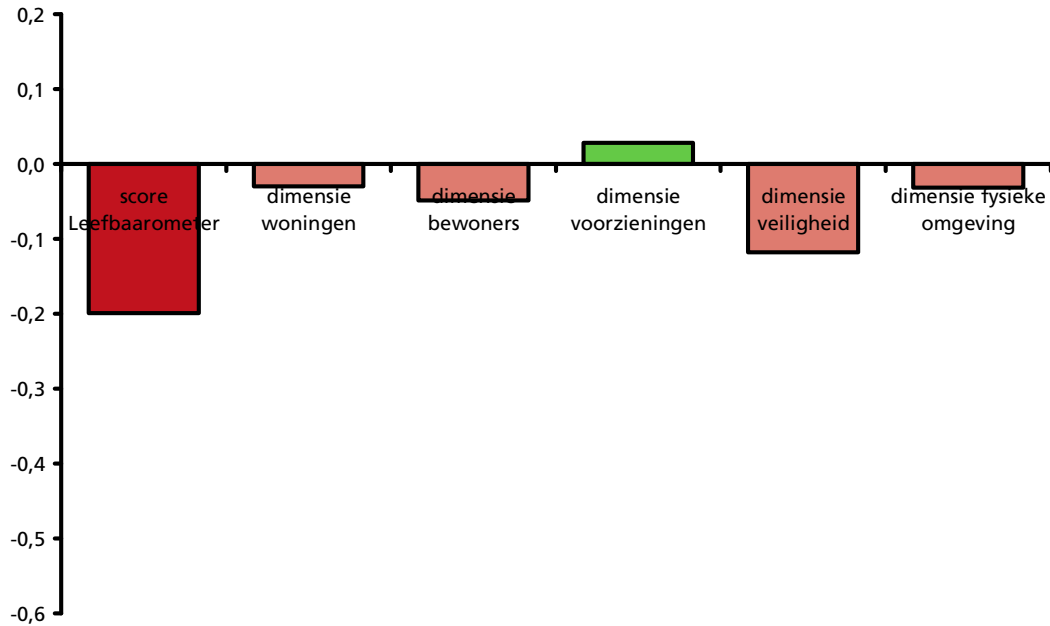 0,2
0,1
0,0
-0,1
-0,2
-0,3
-0,4
-0,5
-0,6
score
Leefbaarometer
dimensie
woningen
dimensie
bewoners
dimensie
voorzieningen
dimensie
veiligheid
dimensie fysieke
omgeving